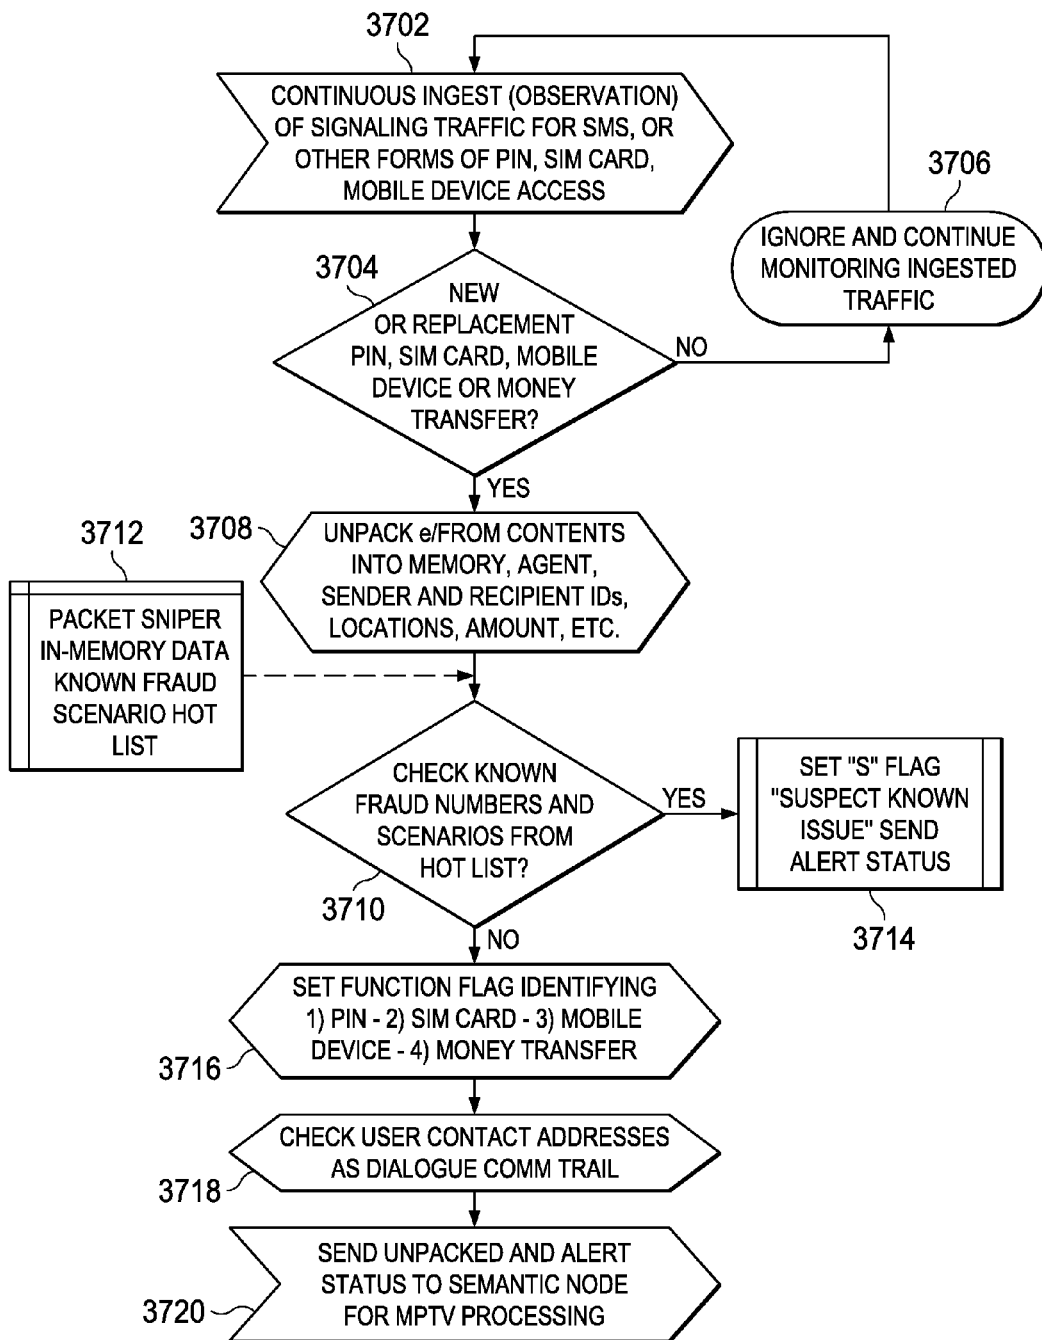 3702
CONTINUOUS INGEST (OBSERVATION)
OF SIGNALING TRAFFIC FOR SMS, OR
OTHER FORMS OF PIN, SIM CARD,
MOBILE DEVICE ACCESS
3706
IGNORE AND CONTINUE
MONITORING INGESTED
TRAFFIC
3704
NEW
OR REPLACEMENT
PIN, SIM CARD, MOBILE
DEVICE OR MONEY
TRANSFER?
NO
YES
3708
UNPACK e/FROM CONTENTS
INTO MEMORY, AGENT,
SENDER AND RECIPIENT IDs,
LOCATIONS, AMOUNT, ETC.
3712
PACKET SNIPER
IN-MEMORY DATA
KNOWN FRAUD
SCENARIO HOT
LIST
CHECK KNOWN
FRAUD NUMBERS AND
SCENARIOS FROM
HOT LIST?
3710
YES
SET "S" FLAG
"SUSPECT KNOWN
ISSUE" SEND
ALERT STATUS
3714
NO
SET FUNCTION FLAG IDENTIFYING
1) PIN - 2) SIM CARD - 3) MOBILE
DEVICE - 4) MONEY TRANSFER
3716
CHECK USER CONTACT ADDRESSES
AS DIALOGUE COMM TRAIL
3718
SEND UNPACKED AND ALERT
STATUS TO SEMANTIC NODE
FOR MPTV PROCESSING
3720